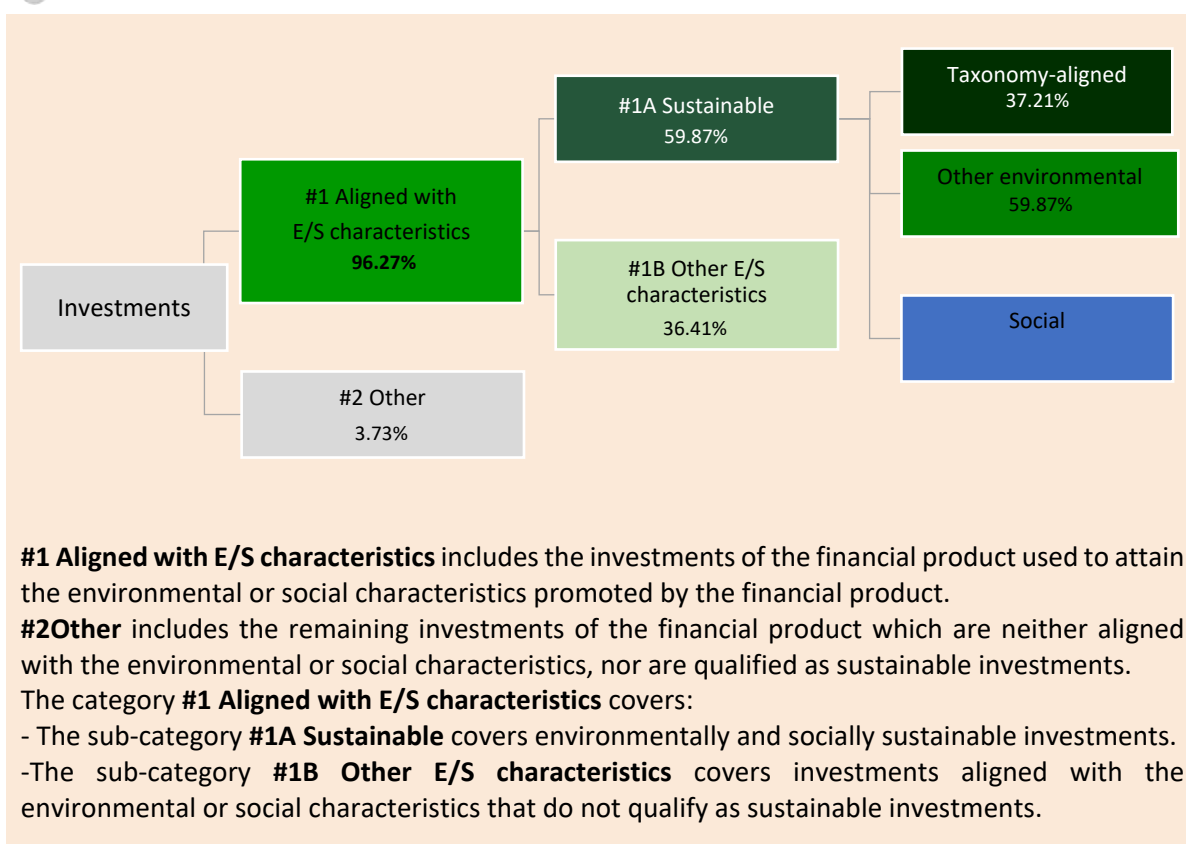 Investments
#1 Aligned with
E/S characteristics
96.27%
#2 Other
3.73%
#1A Sustainable
59.87%
#1B Other E/S
characteristics
36.41%
Taxonomy-aligned
37.21%
Other environmental
59.87%
Social
#1 Aligned with E/S characteristics includes the investments of the financial product used to attain
the environmental or social characteristics promoted by the financial product.
#2Other includes the remaining investments of the financial product which are neither aligned
with the environmental or social characteristics, nor are qualified as sustainable investments.
The category #1 Aligned with E/S characteristics covers:
- The sub-category #1A Sustainable covers environmentally and socially sustainable investments.
-The sub-category #1B Other E/S characteristics covers investments aligned with the
environmental or social characteristics that do not qualify as sustainable investments.